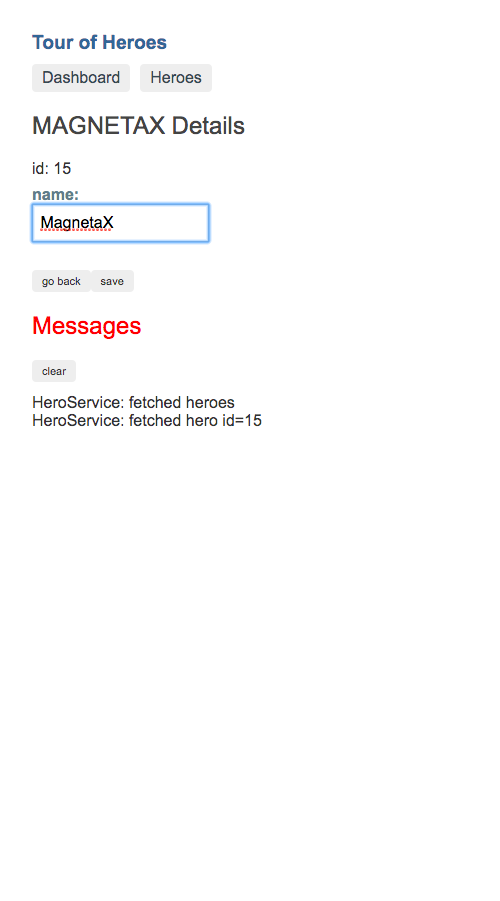 Tour of Heroes
Dashboard Heroes
MAGNETAX Details
id: 15
name:
MagnetaX
go back save
Messages
clear
HeroService: fetched heroes
HeroService: fetched hero id=15